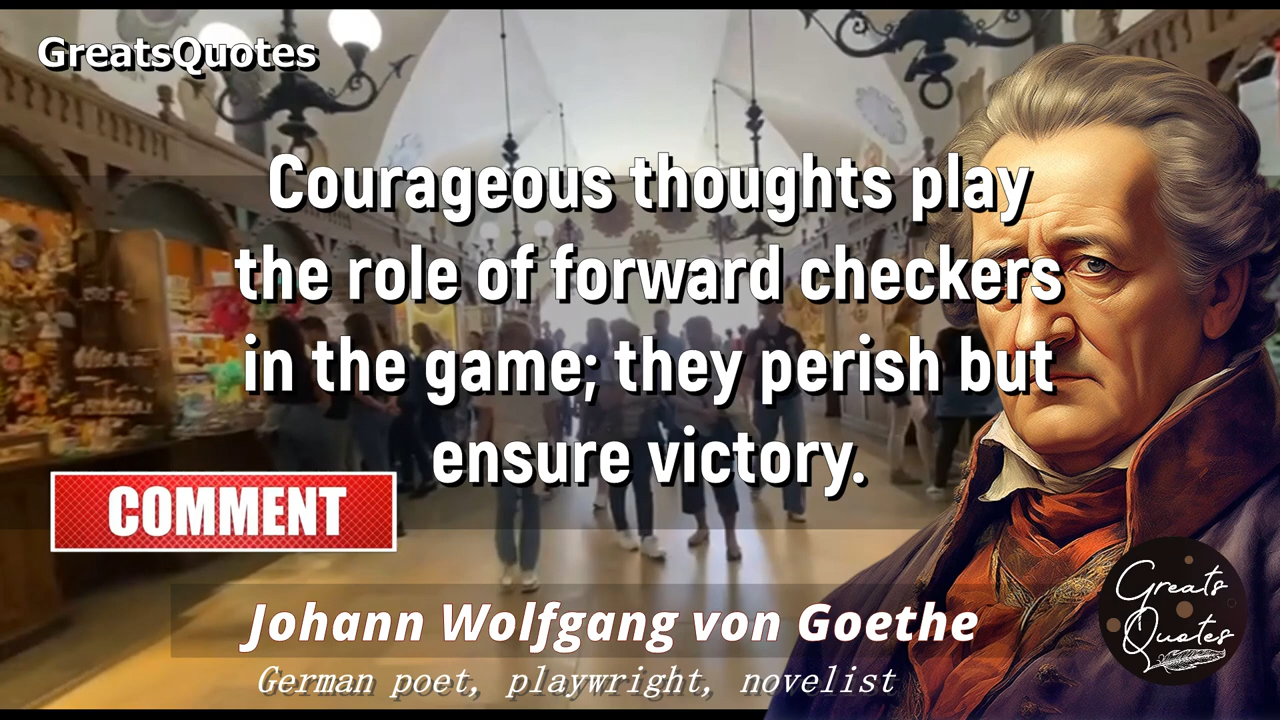 GreatsQuotes
Courageous thoughts play
the role of forward checkers
in the game; they perish but
ensure victory.
COMMENT
Johann Wolfgang von Goethe
German poet, playwright, novelist
Greats
Quotes